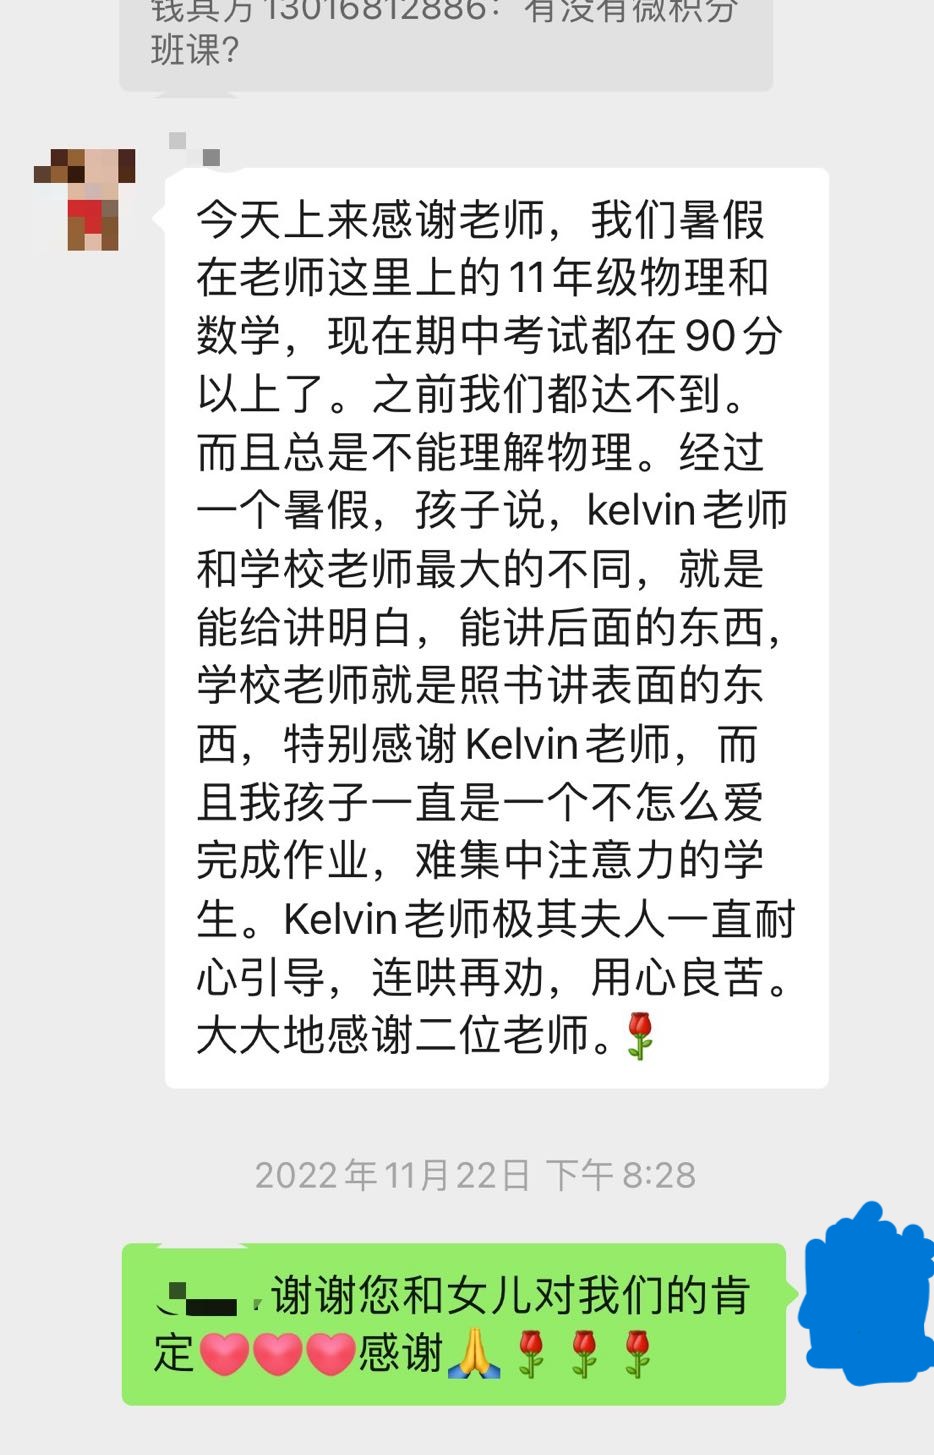 钱其方13016812886：有没有微积分
班课?
今天上来感谢老师，我们暑假
在老师这里上的11年级物理和
数学，现在期中考试都在90分
以上了。之前我们都达不到。
而且总是不能理解物理。经过
一个暑假，孩子说，kelvin老师
和学校老师最大的不同，就是
能给讲明白，能讲后面的东西，
学校老师就是照书讲表面的东
西，特别感谢Kelvin老师，而
且我孩子一直是一个不怎么爱
完成作业，难集中注意力的学
生。Kelvin老师极其夫人一直耐
心引导，连哄再劝，用心良苦。
大大地感谢二位老师。🌹
2022年11月22日 下午8:28
谢谢您和女儿对我们的肯
定💗💗💗感谢🙏🌹🌹🌹